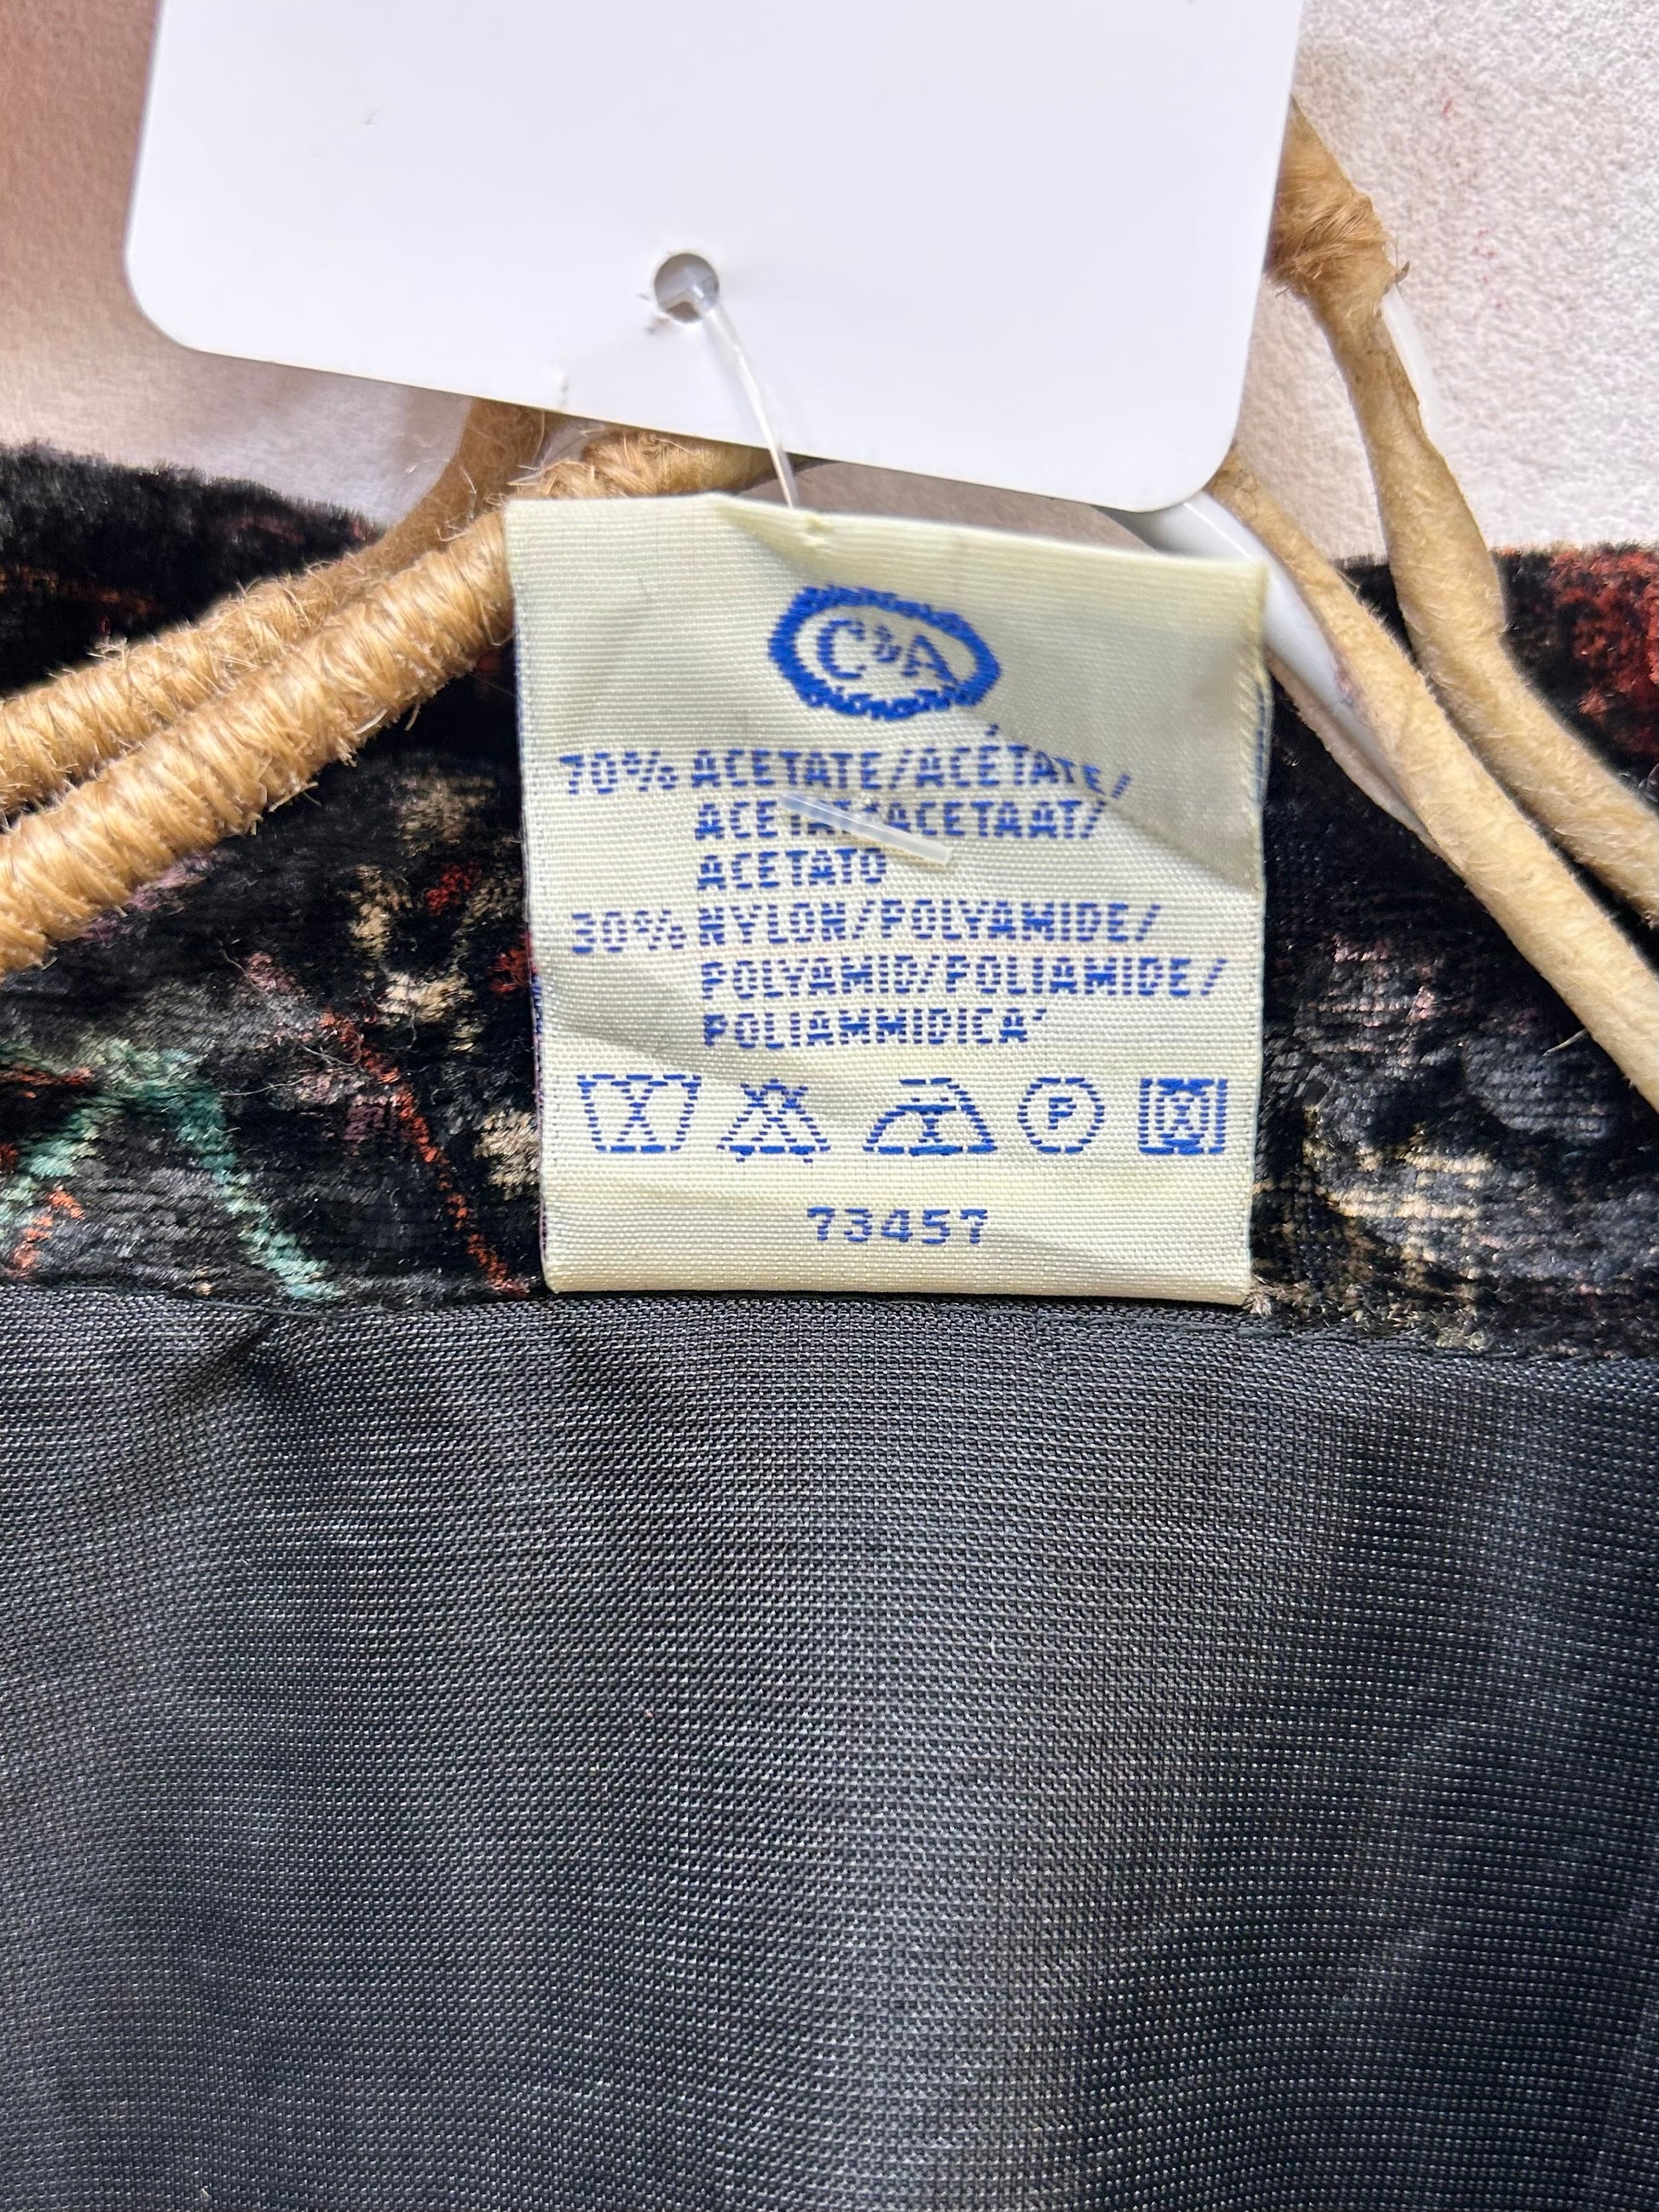 C&A
70% ACETATE/ACÉTATE/
ACETAT/ACETAAT/
ACETATO
30% NYLON/POLYAMIDE/
POLYAMID/POLIAMIDE/
POLIAMMIDICA'
P
73457